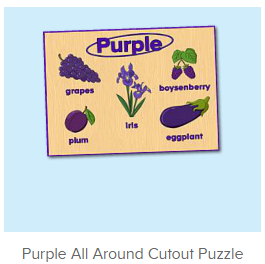 Purple
grapes
boysenberry
iris
plum
eggplant
Purple All Around Cutout Puzzle